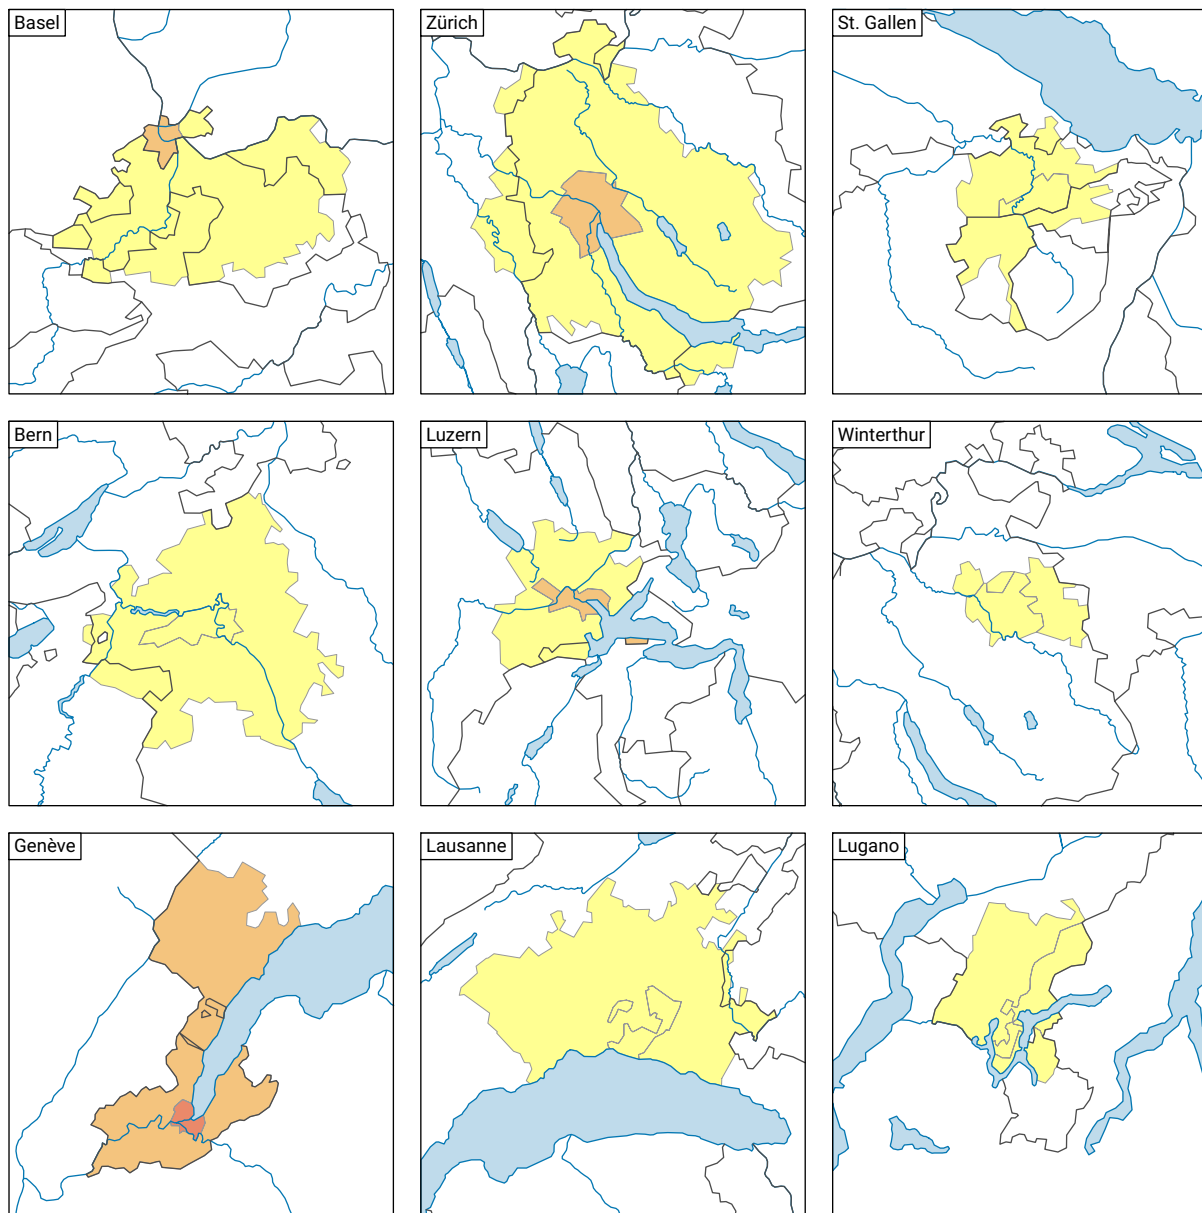 Basel
Zürich
St. Gallen
Bern
Luzern
Winterthur
Genève
Lausanne
Lugano